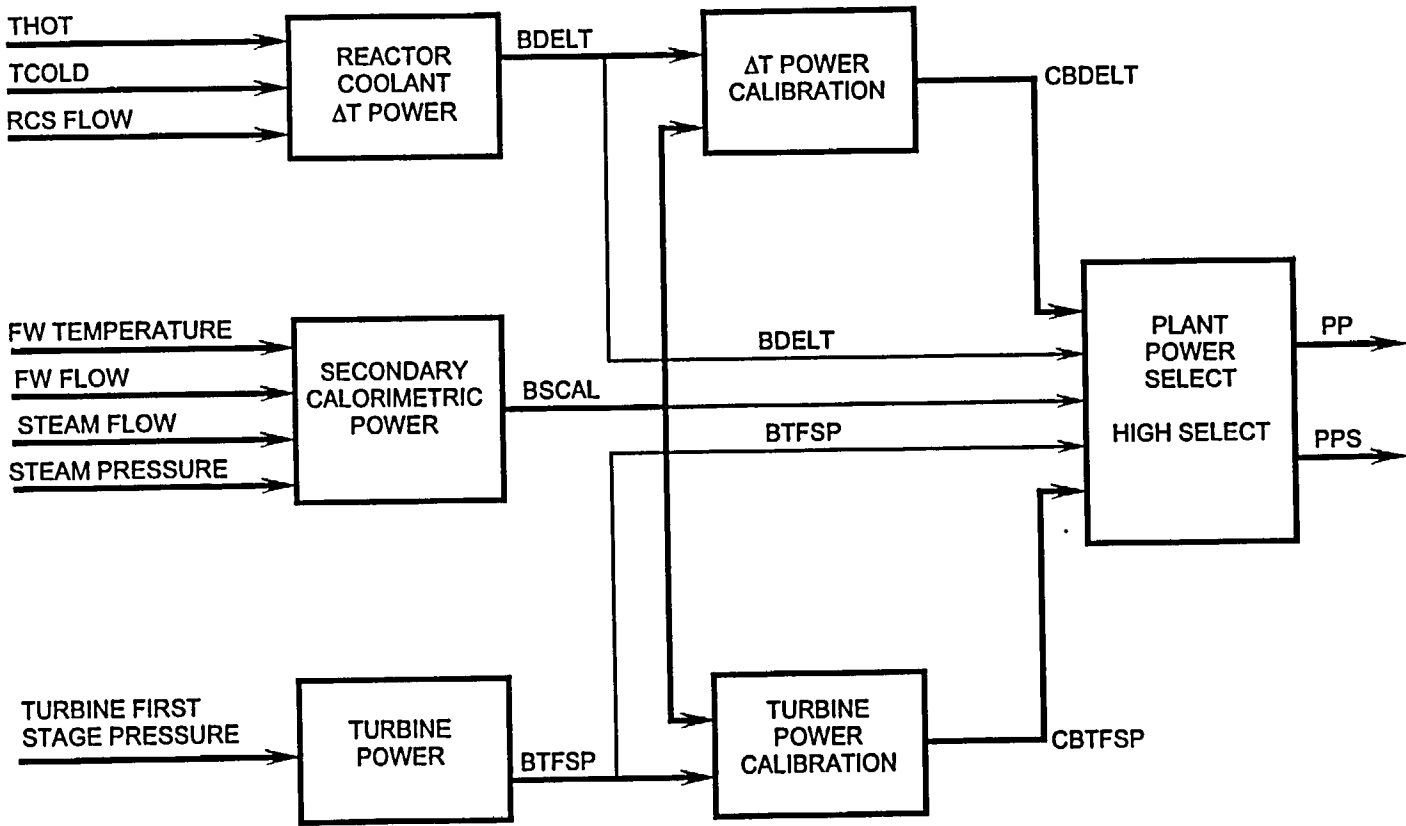 THOT
TCOLD
RCS FLOW
REACTOR
COOLANT
ΔT POWER
BDELT
ΔT POWER
CALIBRATION
CBDELT
FW TEMPERATURE
FW FLOW
STEAM FLOW
STEAM PRESSURE
SECONDARY
CALORIMETRIC
POWER
BSCAL
BDELT
BTFSP
PLANT
POWER
SELECT
HIGH SELECT
PP
PPS
TURBINE FIRST
STAGE PRESSURE
TURBINE
POWER
BTFSP
TURBINE
POWER
CALIBRATION
CBTFSP